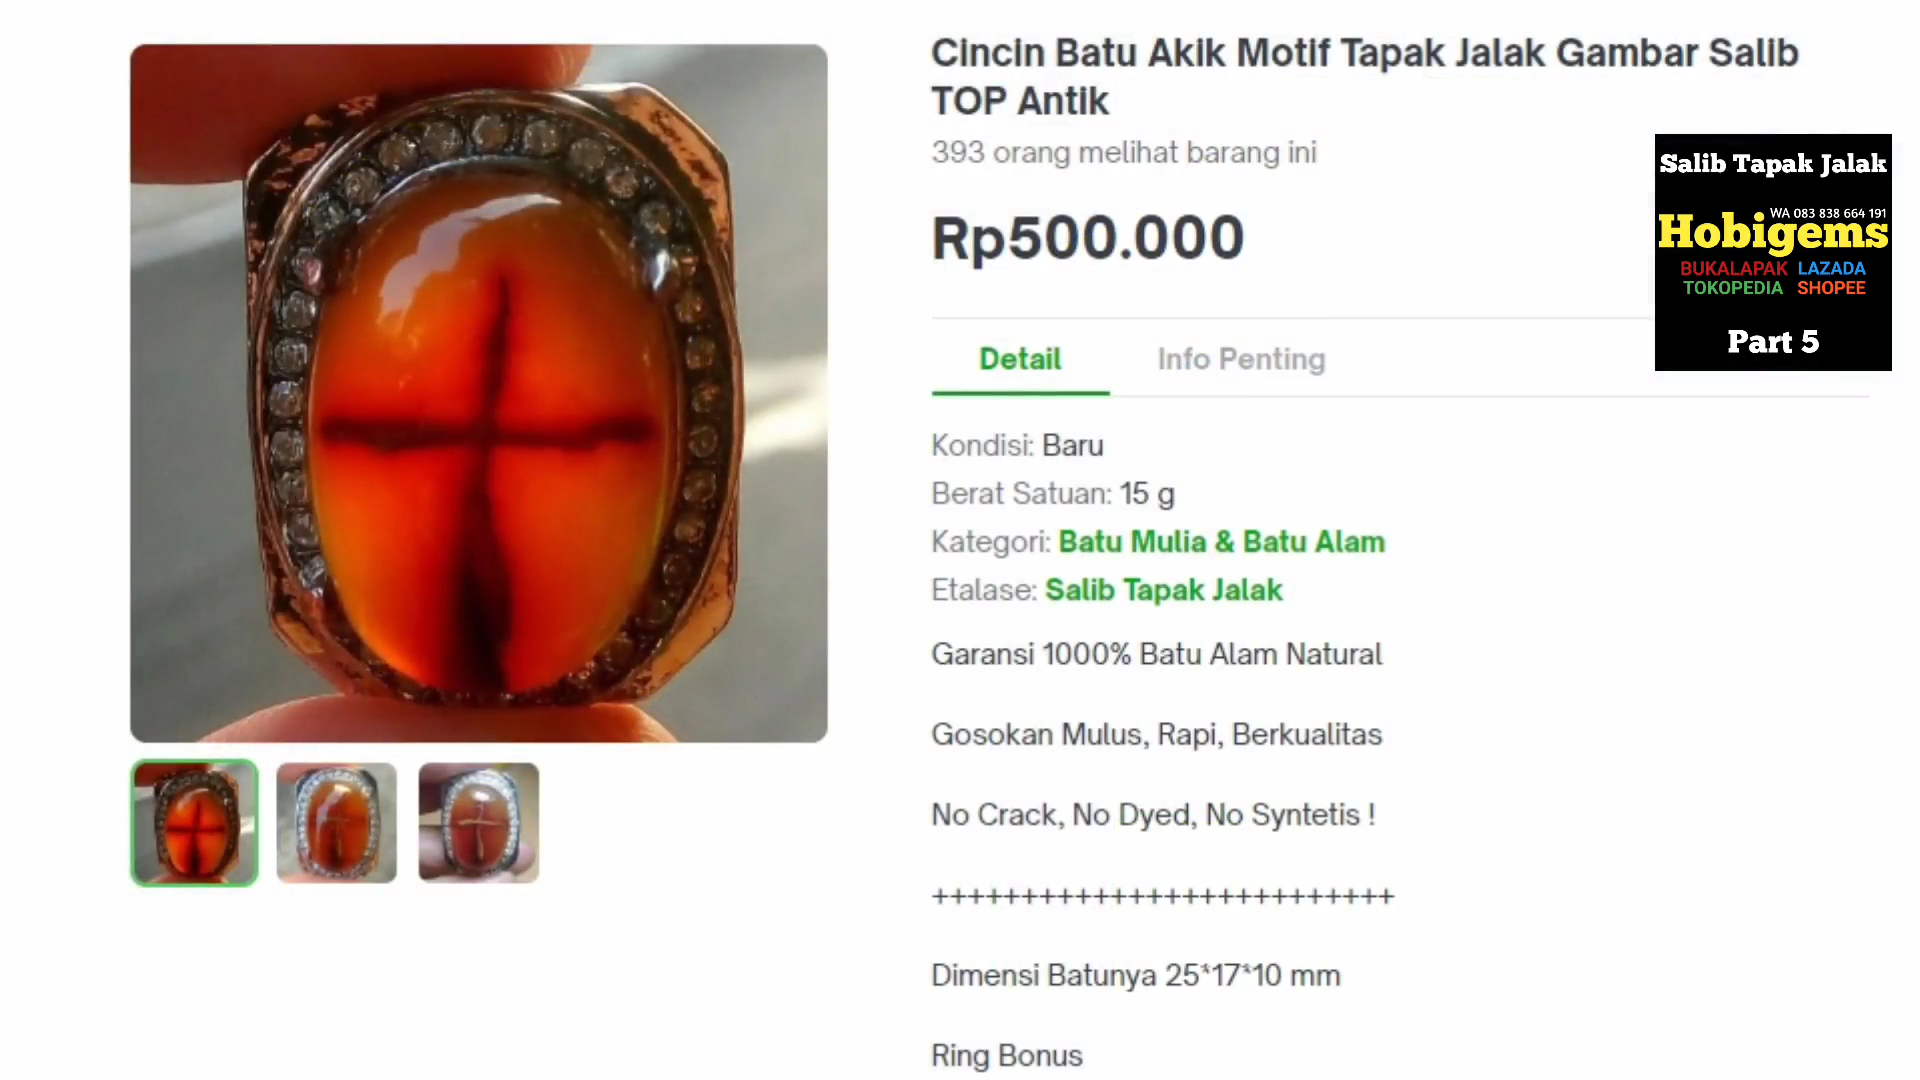 Cincin Batu Akik Motif Tapak Jalak Gambar Salib
TOP Antik
393 orang melihat barang ini
Rp500.000
Salib Tapak Jalak
WA 083 838 664 191
Hobigems
BUKALAPAK LAZADA
TOKOPEDIA SHOPEE
Part 5
Detail Info Penting
Kondisi: Baru
Berat Satuan: 15 g
Kategori: Batu Mulia & Batu Alam
Etalase: Salib Tapak Jalak
Garansi 1000% Batu Alam Natural
Gosokan Mulus, Rapi, Berkualitas
No Crack, No Dyed, No Syntetis !
++++++++++++++++++++++++++
Dimensi Batunya 25*17*10 mm
Ring Bonus